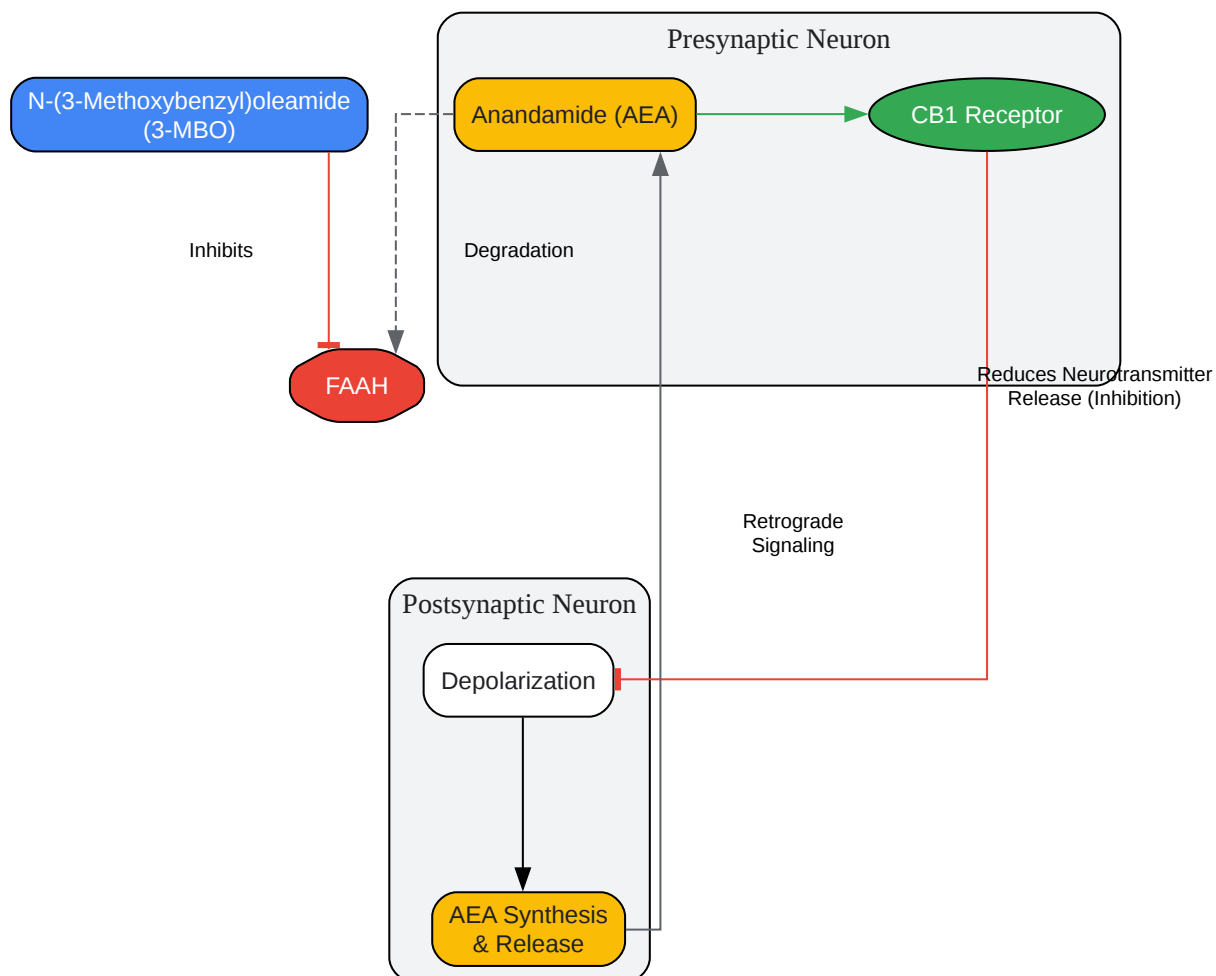 Presynaptic Neuron
N-(3-Methoxybenzyl)oleamide
(3-MBO)
Anandamide (AEA)
CB1 Receptor
Inhibits
Degradation
FAAH
Reduces Neurotransmitter
Release (Inhibition)
Retrograde
Signaling
Postsynaptic Neuron
Depolarization
AEA Synthesis
& Release